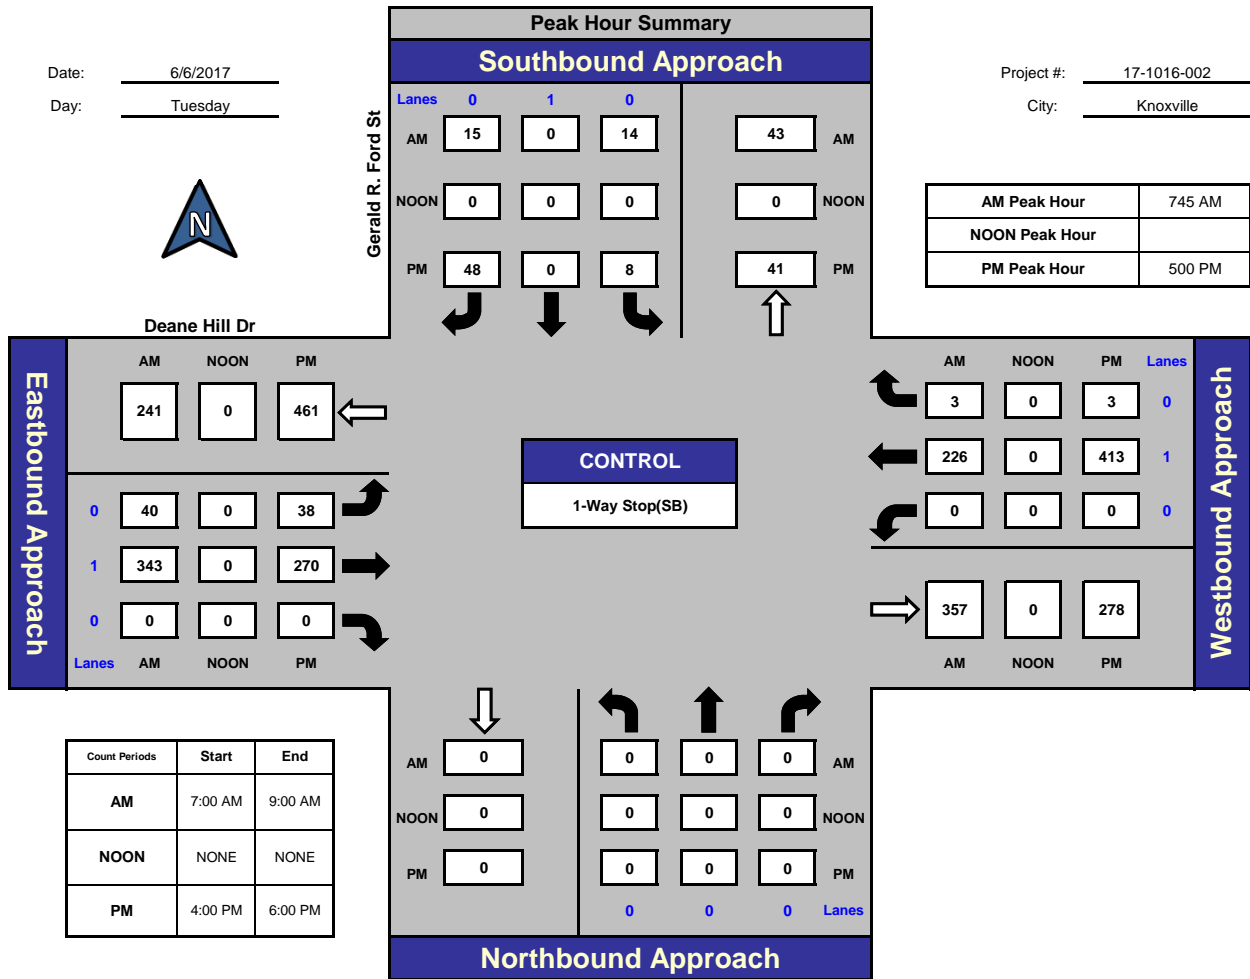 Peak Hour Summary
Southbound Approach
Date: 6/6/2017
Day: Tuesday
Project #: 17-1016-002
City: Knoxville
Gerald R. Ford St
Lanes 0 1 0
AM 15 0 14 43 AM
NOON 0 0 0 0 NOON
PM 48 0 8 41 PM
N
AM Peak Hour 745 AM
NOON Peak Hour
PM Peak Hour 500 PM
Deane Hill Dr
Eastbound Approach
AM NOON PM
241 0 461
0 40 0 38
1 343 0 270
0 0 0 0
Lanes AM NOON PM
CONTROL
1-Way Stop(SB)
AM NOON PM Lanes
3 0 3 0
226 0 413 1
0 0 0 0
357 0 278
AM NOON PM
Westbound Approach
Count Periods Start End
AM 7:00 AM 9:00 AM
NOON NONE NONE
PM 4:00 PM 6:00 PM
AM 0 0 0 0 AM
NOON 0 0 0 0 NOON
PM 0 0 0 0 PM
0 0 0 Lanes
Northbound Approach